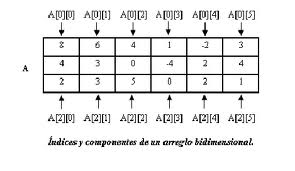 A[0][0] A[0][1] A[0][2] A[0][3] A[0][4] A[0][5]
8 6 4 1 -2 3
A 4 3 0 -4 2 4
2 3 5 0 2 1
A[2][0] A[2][1] A[2][2] A[2][3] A[2][4] A[2][5]
Índices y componentes de un arreglo bidimensional.